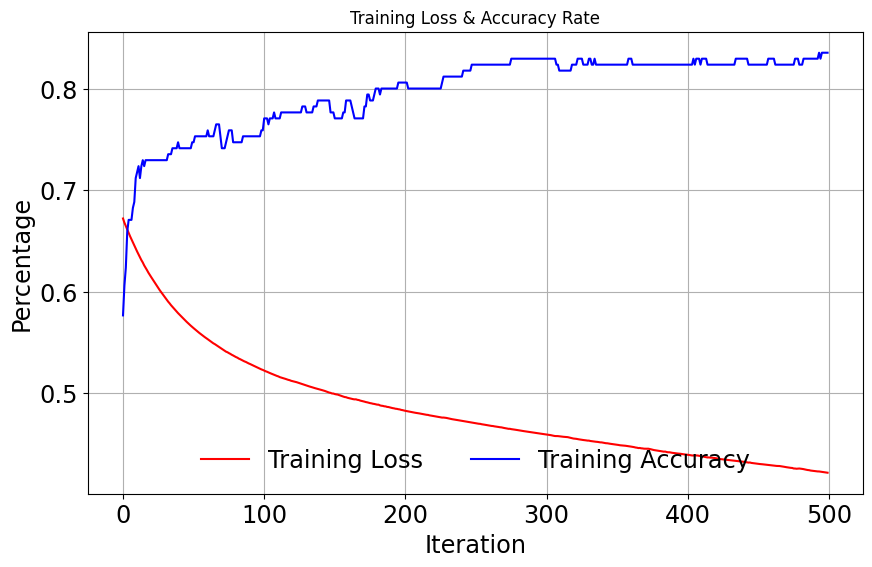 Training Loss & Accuracy Rate
Percentage
0.8
0.7
0.6
0.5
Training Loss
Training Accuracy
0 100 200 300 400 500
Iteration